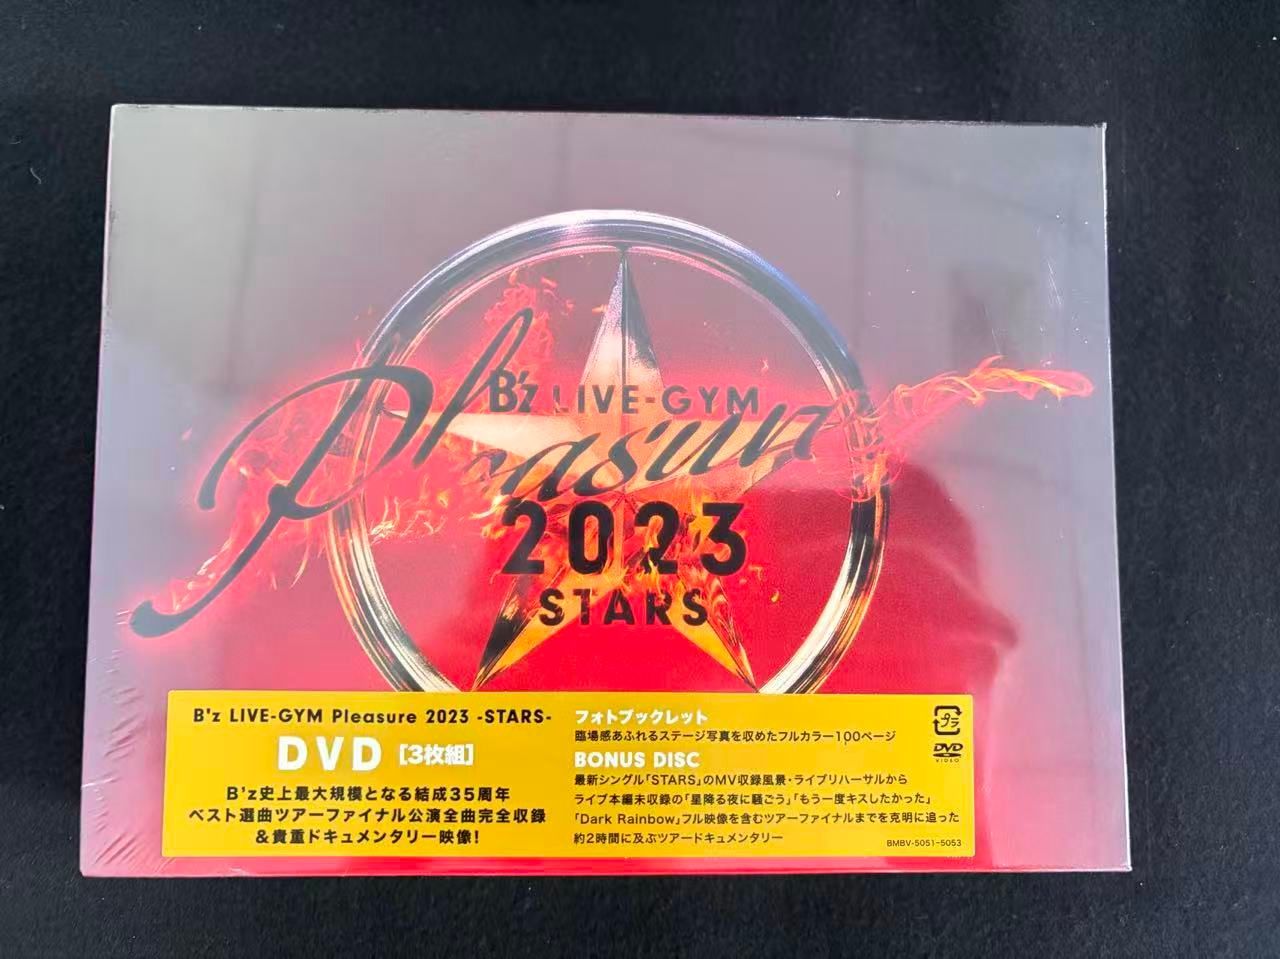 B'z LIVE-GYM
Pleasure
2023
STARS
B'z LIVE-GYM Pleasure 2023 -STARS-
DVD [3枚組]
B'z史上最大規模となる結成35周年
ベスト選曲ツアーファイナル公演全曲完全収録
＆貴重ドキュメンタリー映像!
フォトブックレット
臨場感あふれるステージ写真を収めたフルカラー100ページ
BONUS DISC
最新シングル「STARS」のMV収録風景・ライブリハーサルから
ライブ本編未収録の「星降る夜に騒ごう」「もう一度キスしたかった」
「Dark Rainbow」フル映像を含むツアーファイナルまでを克明に追った
約2時間に及ぶツアードキュメンタリー
プラ
DVD
VIDEO
BMBV-5051~5053